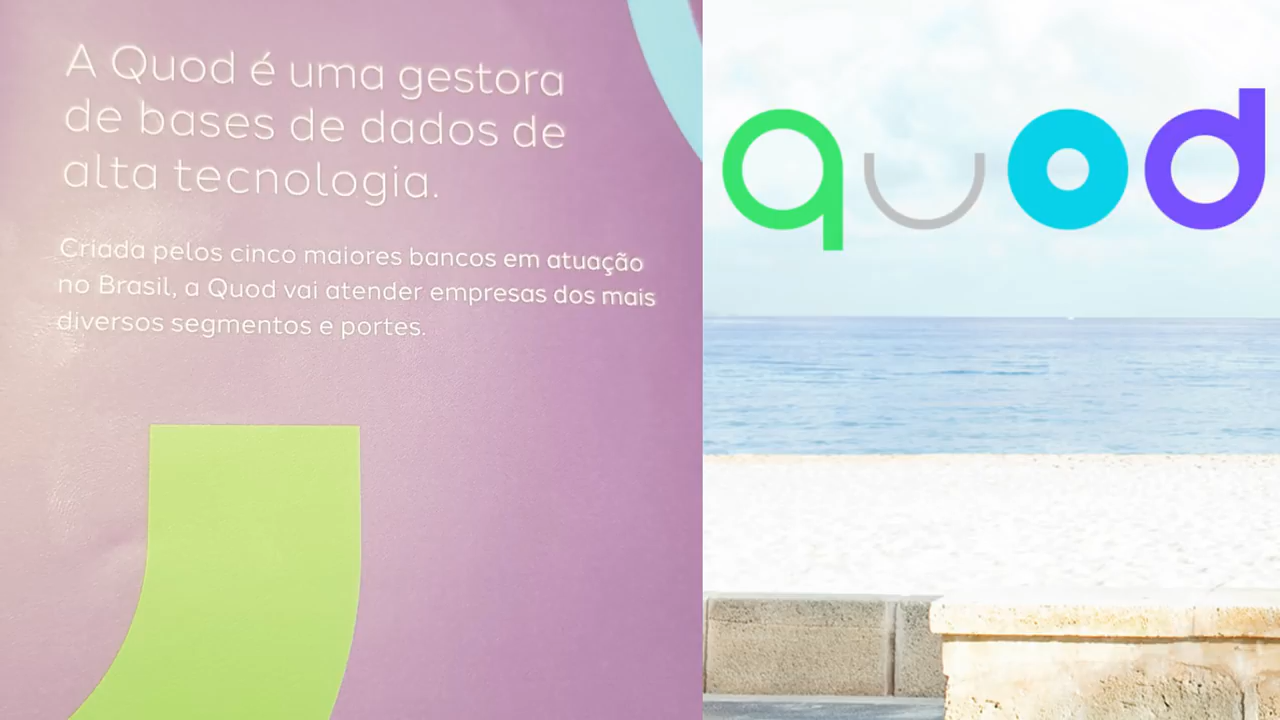 A Quod é uma gestora
de bases de dados de
alta tecnologia.
Criada pelos cinco maiores bancos em atuação
no Brasil, a Quod vai atender empresas dos mais
diversos segmentos e portes.
quod